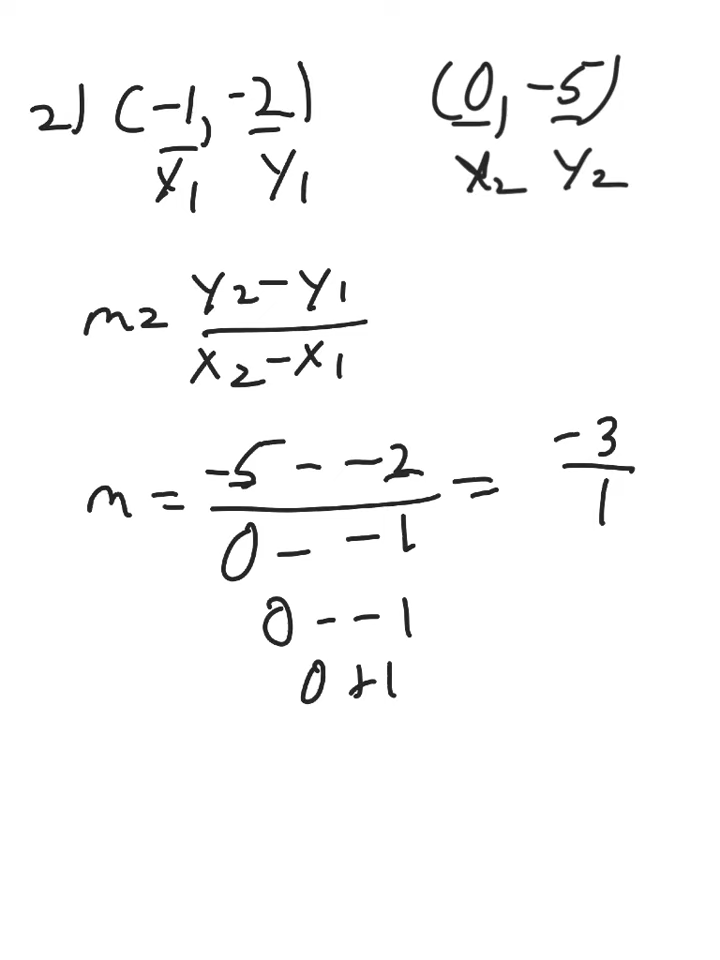 2) (-1, -2) (0, -5)
x1 y1 x2 y2
m = y2-y1
x2-x1
m = -5 - -2 = -3
0 - -1 1
0 - -1
0 +1